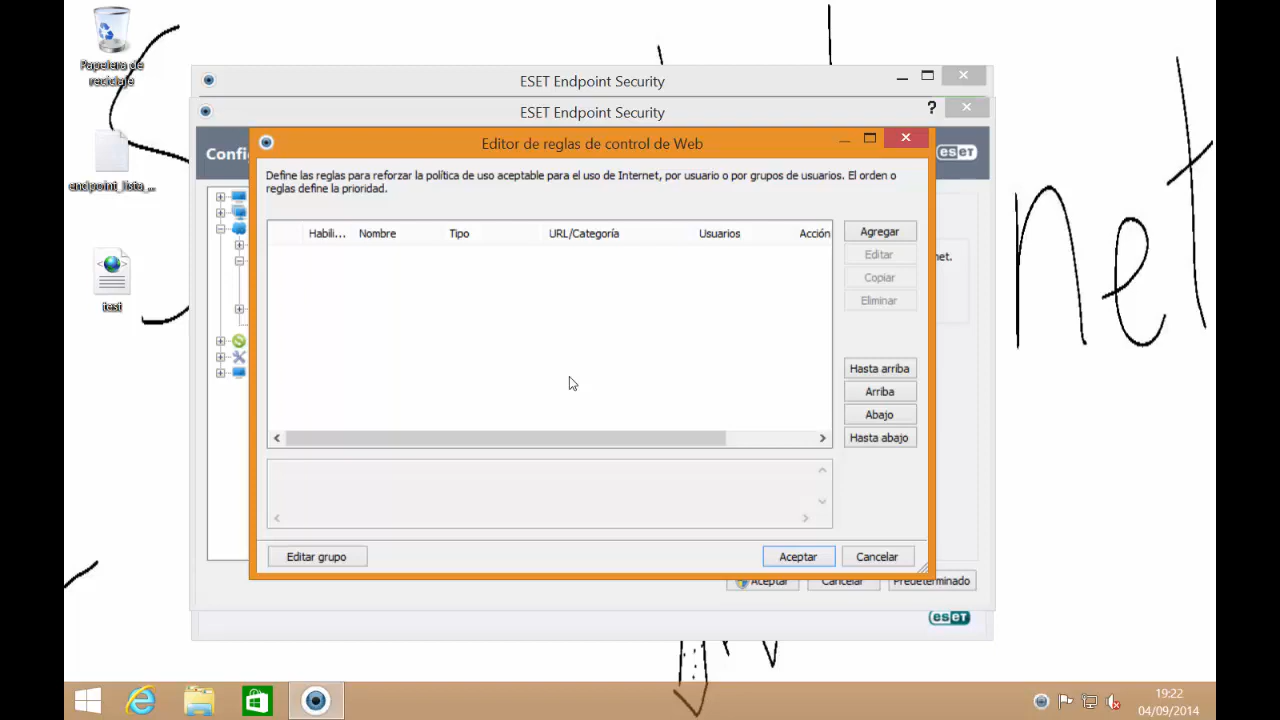 Papelera de
reciclaje
endpoint_lista_...
test
ESET Endpoint Security
ESET Endpoint Security
?
Confi
eset
Editor de reglas de control de Web
Define las reglas para reforzar la política de uso aceptable para el uso de Internet, por usuario o por grupos de usuarios. El orden o
reglas define la prioridad.
Habili... Nombre Tipo URL/Categoría Usuarios Acción
Agregar
Editar
Copiar
Eliminar
net.
Hasta arriba
Arriba
Abajo
Hasta abajo
Editar grupo Aceptar Cancelar
Aceptar Cancelar Predeterminado
eset
net
19:22
04/09/2014